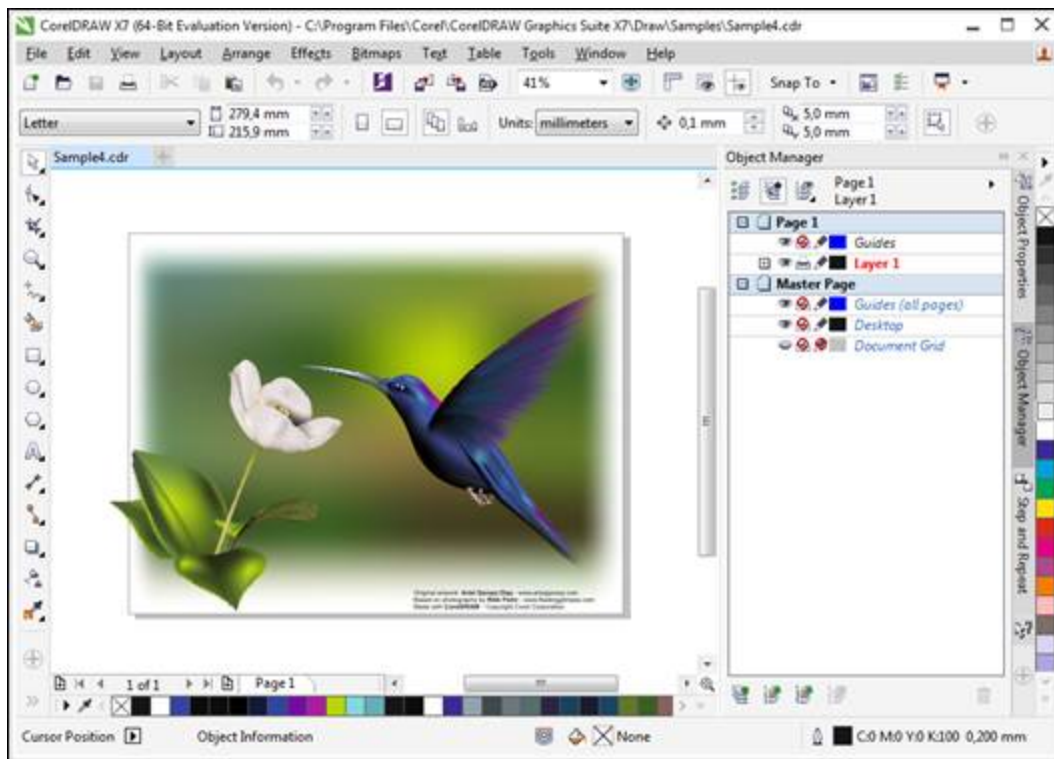 CorelDRAW X7 (64-Bit Evaluation Version) - C:\Program Files\Corel\CorelDRAW Graphics Suite X7\Draw\Samples\Sample4.cdr
File Edit View Layout Arrange Effects Bitmaps Text Table Tools Window Help
41% Snap To
Letter 279,4 mm 215,9 mm Units: millimeters 0,1 mm 5,0 mm 5,0 mm
Sample4.cdr
Object Manager
Page 1
Layer 1
Page 1
Guides
Layer 1
Master Page
Guides (all pages)
Desktop
Document Grid
Object Properties
Object Manager
Step and Repeat
1 of 1 Page 1
Cursor Position Object Information None C:0 M:0 Y:0 K:100 0,200 mm